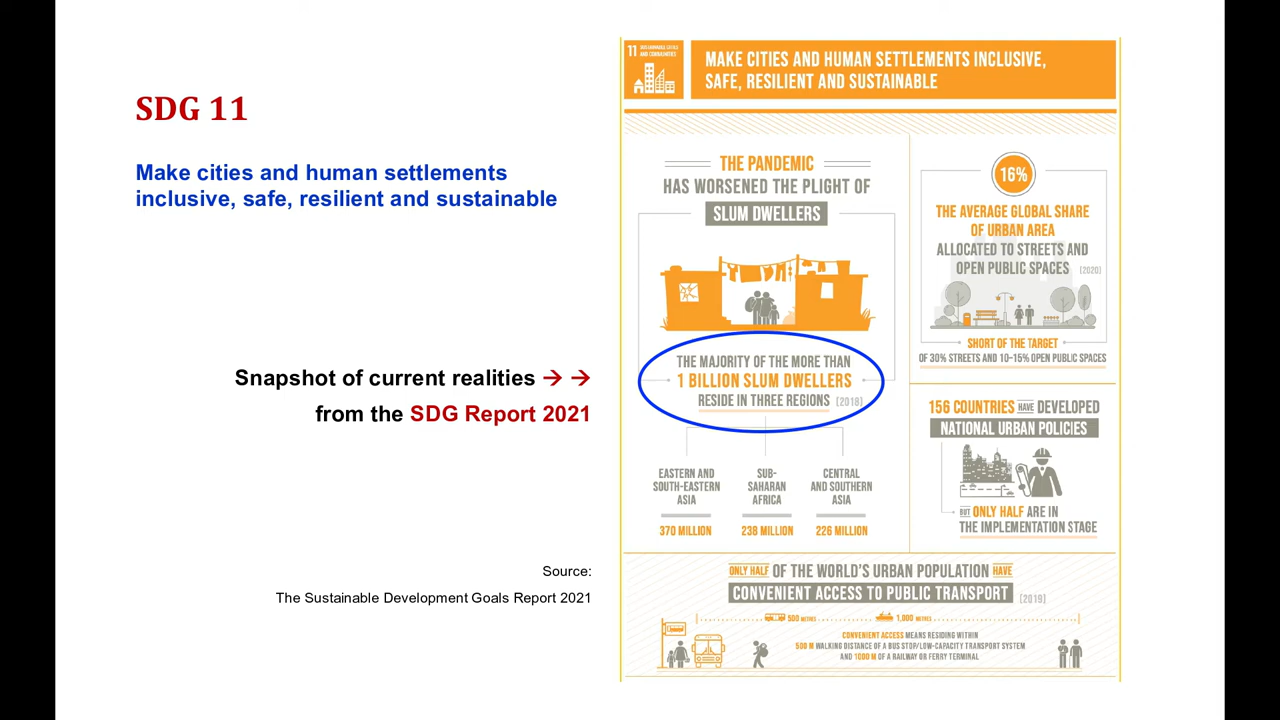 SDG 11
Make cities and human settlements
inclusive, safe, resilient and sustainable
Snapshot of current realities → →
from the SDG Report 2021
Source:
The Sustainable Development Goals Report 2021
11 SUSTAINABLE CITIES
AND COMMUNITIES
MAKE CITIES AND HUMAN SETTLEMENTS INCLUSIVE,
SAFE, RESILIENT AND SUSTAINABLE
THE PANDEMIC
HAS WORSENED THE PLIGHT OF
SLUM DWELLERS
THE MAJORITY OF THE MORE THAN
1 BILLION SLUM DWELLERS
RESIDE IN THREE REGIONS [2018]
EASTERN AND
SOUTH-EASTERN
ASIA
370 MILLION
SUB-
SAHARAN
AFRICA
238 MILLION
CENTRAL
AND SOUTHERN
ASIA
226 MILLION
16%
THE AVERAGE GLOBAL SHARE
OF URBAN AREA
ALLOCATED TO STREETS AND
OPEN PUBLIC SPACES [2020]
SHORT OF THE TARGET
OF 30% STREETS AND 10-15% OPEN PUBLIC SPACES
156 COUNTRIES HAVE DEVELOPED
NATIONAL URBAN POLICIES
BUT ONLY HALF ARE IN
THE IMPLEMENTATION STAGE
ONLY HALF OF THE WORLD'S URBAN POPULATION HAVE
CONVENIENT ACCESS TO PUBLIC TRANSPORT [2019]
500 METRES 1,000 METRES
CONVENIENT ACCESS MEANS RESIDING WITHIN
500 M WALKING DISTANCE OF A BUS STOP/LOW-CAPACITY TRANSPORT SYSTEM
AND 1000 M OF A RAILWAY OR FERRY TERMINAL